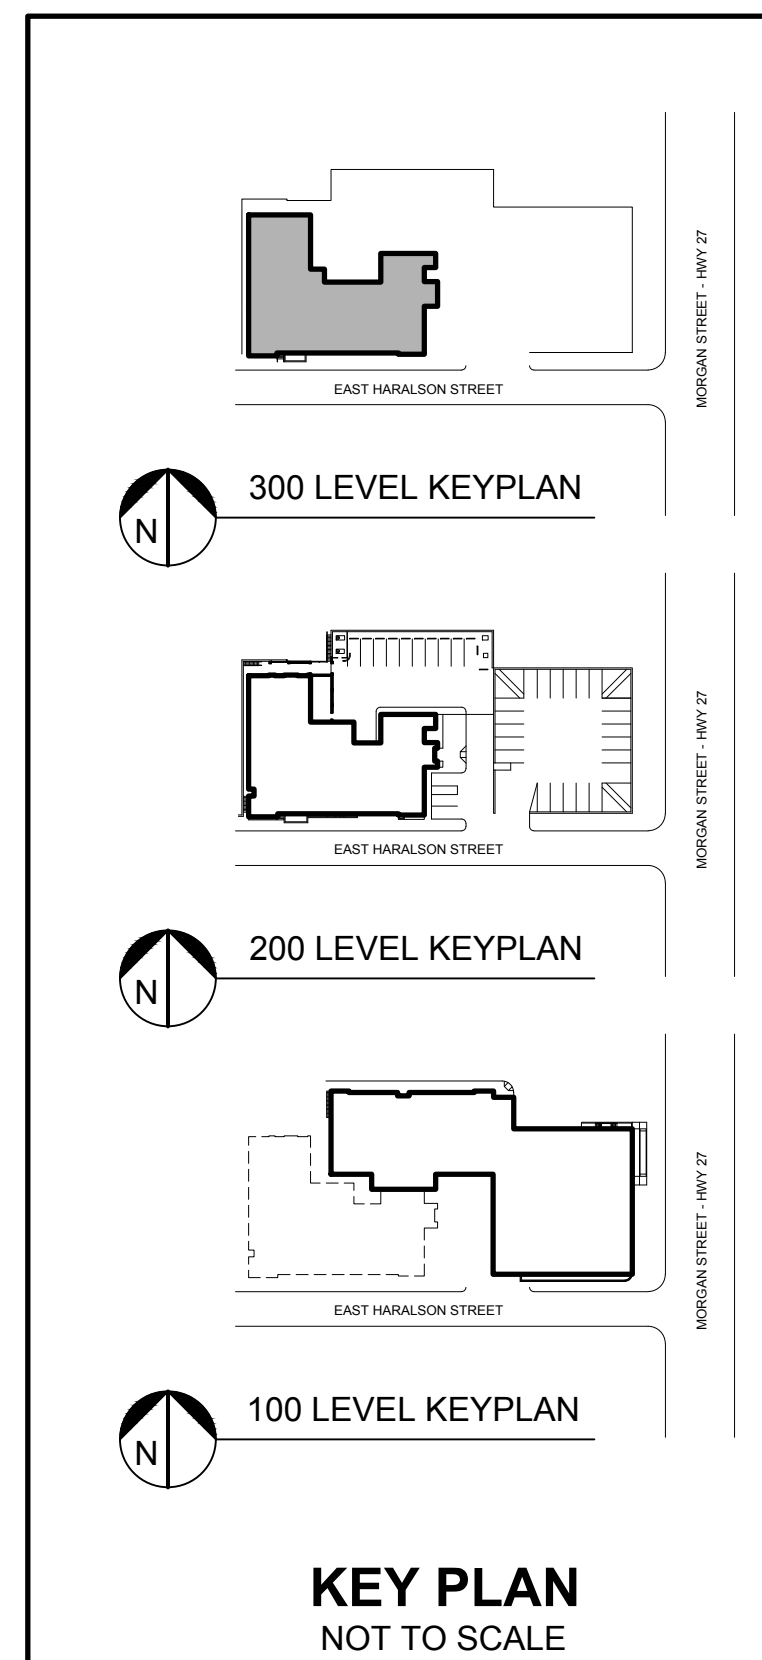 MORGAN STREET - HWY 27
EAST HARALSON STREET
N
300 LEVEL KEYPLAN
MORGAN STREET - HWY 27
EAST HARALSON STREET
N
200 LEVEL KEYPLAN
MORGAN STREET - HWY 27
EAST HARALSON STREET
N
100 LEVEL KEYPLAN
KEY PLAN
NOT TO SCALE